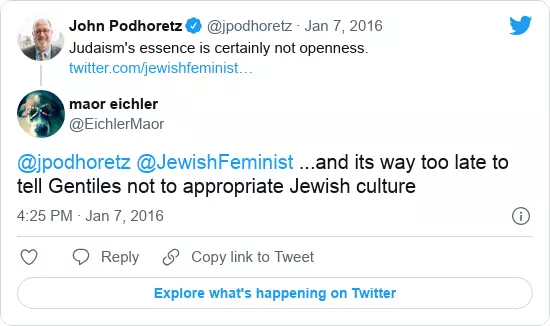 John Podhoretz @jpodhoretz · Jan 7, 2016
Judaism's essence is certainly not openness.
twitter.com/jewishfeminist…
maor eichler
@EichlerMaor
@jpodhoretz @JewishFeminist ...and its way too late to
tell Gentiles not to appropriate Jewish culture
4:25 PM · Jan 7, 2016
Reply Copy link to Tweet
Explore what's happening on Twitter